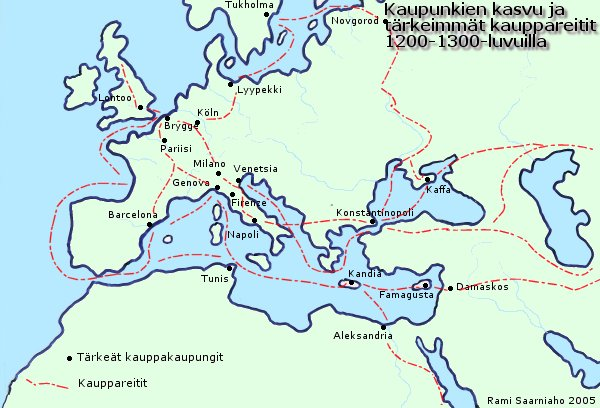 Kaupunkien kasvu ja
tärkeimmät kauppareitit
1200-1300-luvuilla
Tukholma
Novgorod
Lyypekki
Lontoo
Köln
Brygge
Pariisi
Milano
Venetsia
Genova
Firenze
Kaffa
Barcelona
Konstantinopoli
Napoli
Tunis
Kandia
Famagusta
Damaskos
Aleksandria
Tärkeät kauppakaupungit
Kauppareitit
Rami Saarniaho 2005